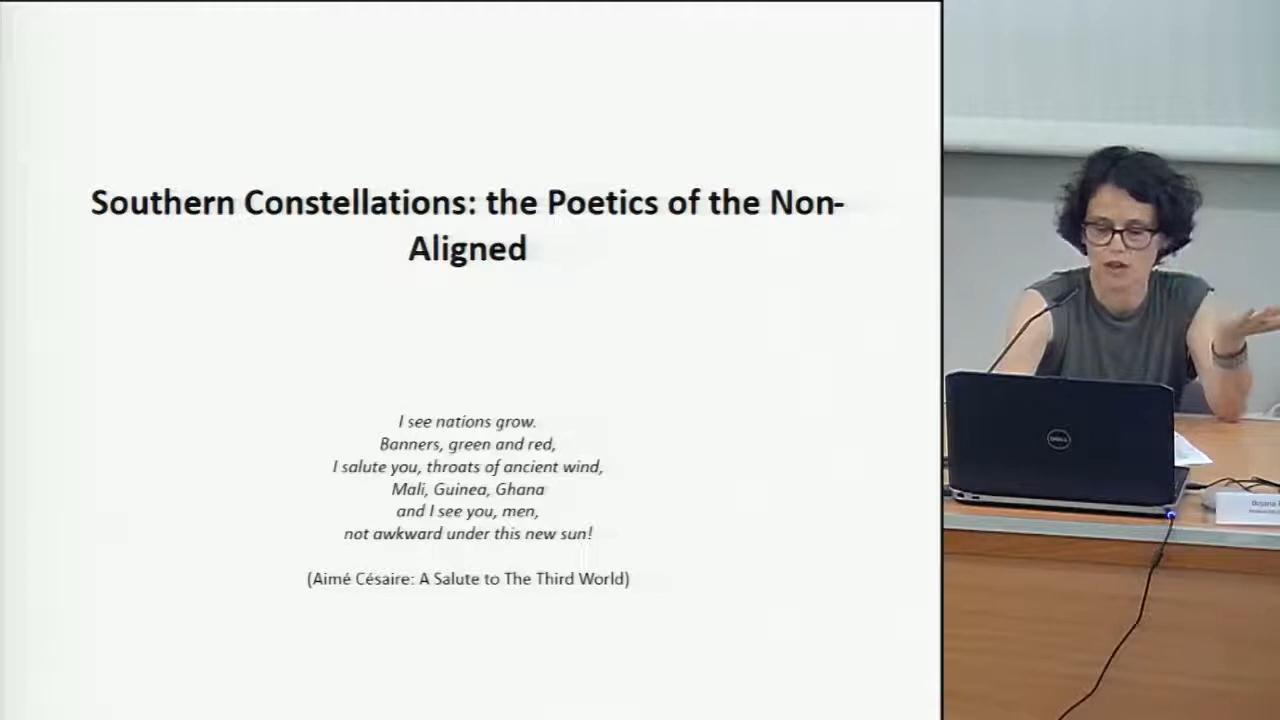 Southern Constellations: the Poetics of the Non-
Aligned
I see nations grow.
Banners, green and red,
I salute you, throats of ancient wind,
Mali, Guinea, Ghana
and I see you, men,
not awkward under this new sun!
(Aimé Césaire: A Salute to The Third World)
DELL
Bojana